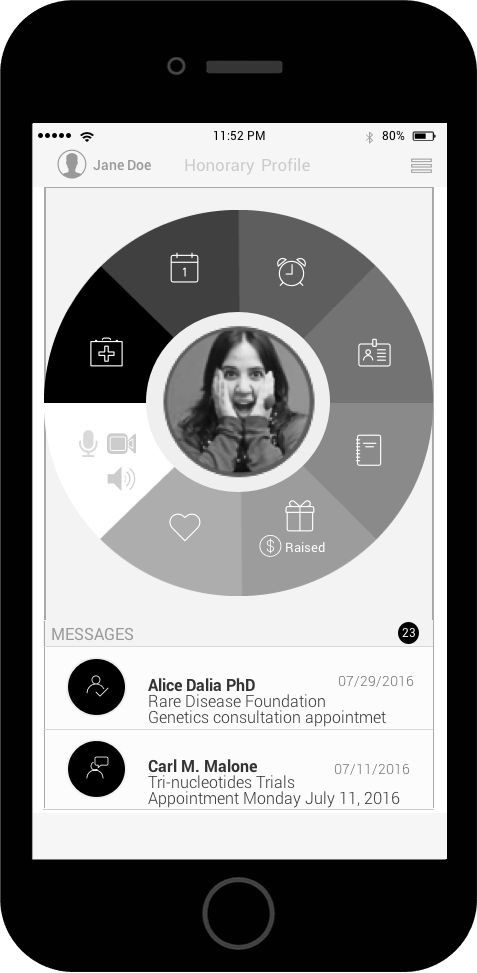 11:52 PM
80%
Jane Doe
Honorary Profile
1
$ Raised
MESSAGES
23
Alice Dalia PhD
07/29/2016
Rare Disease Foundation
Genetics consultation appointmet
Carl M. Malone
07/11/2016
Tri-nucleotides Trials
Appointment Monday July 11, 2016